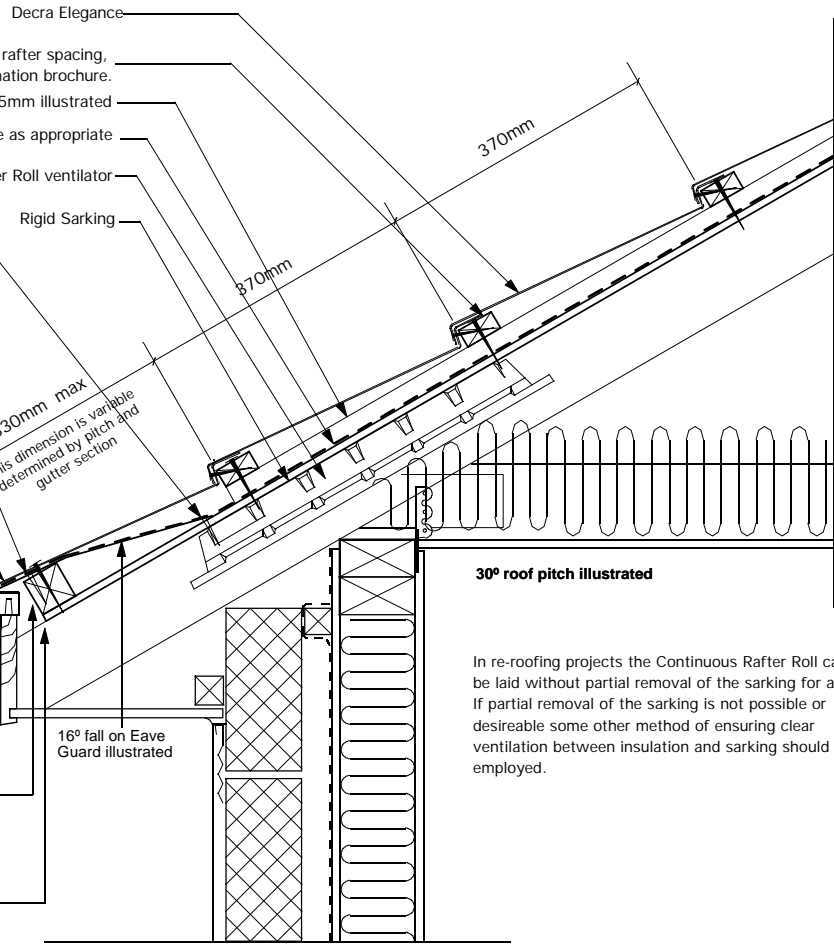 Decra Elegance
rafter spacing,
ation brochure.
5mm illustrated
e as appropriate
r Roll ventilator
Rigid Sarking
370mm
370mm
330mm max
his dimension is variable
determined by pitch and
gutter section
30º roof pitch illustrated
In re-roofing projects the Continuous Rafter Roll ca
be laid without partial removal of the sarking for a
If partial removal of the sarking is not possible or
desireable some other method of ensuring clear
ventilation between insulation and sarking should
employed.
16º fall on Eave
Guard illustrated